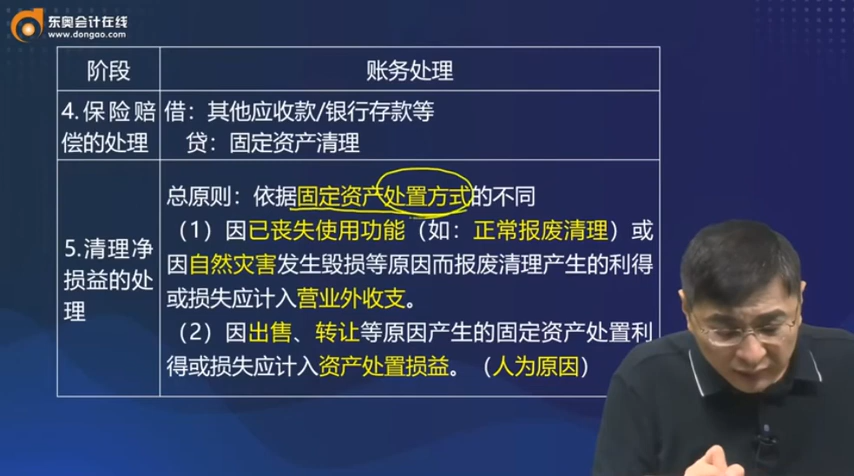 东奥会计在线
www.dongao.com
阶段
账务处理
4.保险赔
偿的处理
借：其他应收款/银行存款等
贷：固定资产清理
5.清理净
损益的处
理
总原则：依据固定资产处置方式的不同
（1）因已丧失使用功能（如：正常报废清理）或
因自然灾害发生毁损等原因而报废清理产生的利得
或损失应计入营业外收支。
（2）因出售、转让等原因产生的固定资产处置利
得或损失应计入资产处置损益。（人为原因）